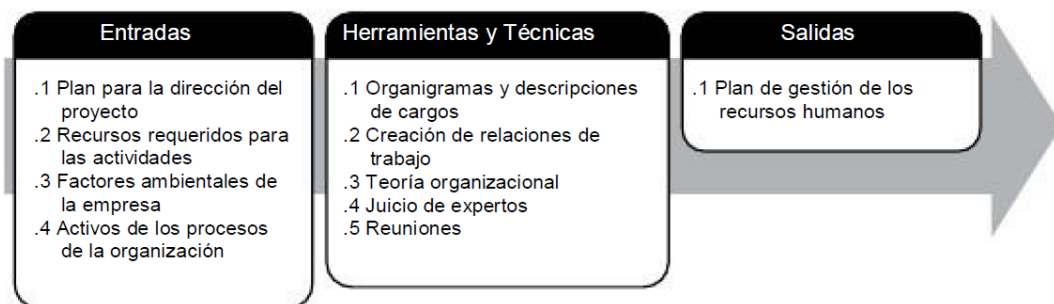 Entradas
.1 Plan para la dirección del
proyecto
.2 Recursos requeridos para
las actividades
.3 Factores ambientales de
la empresa
.4 Activos de los procesos
de la organización
Herramientas y Técnicas
.1 Organigramas y descripciones
de cargos
.2 Creación de relaciones de
trabajo
.3 Teoría organizacional
.4 Juicio de expertos
.5 Reuniones
Salidas
.1 Plan de gestión de los
recursos humanos